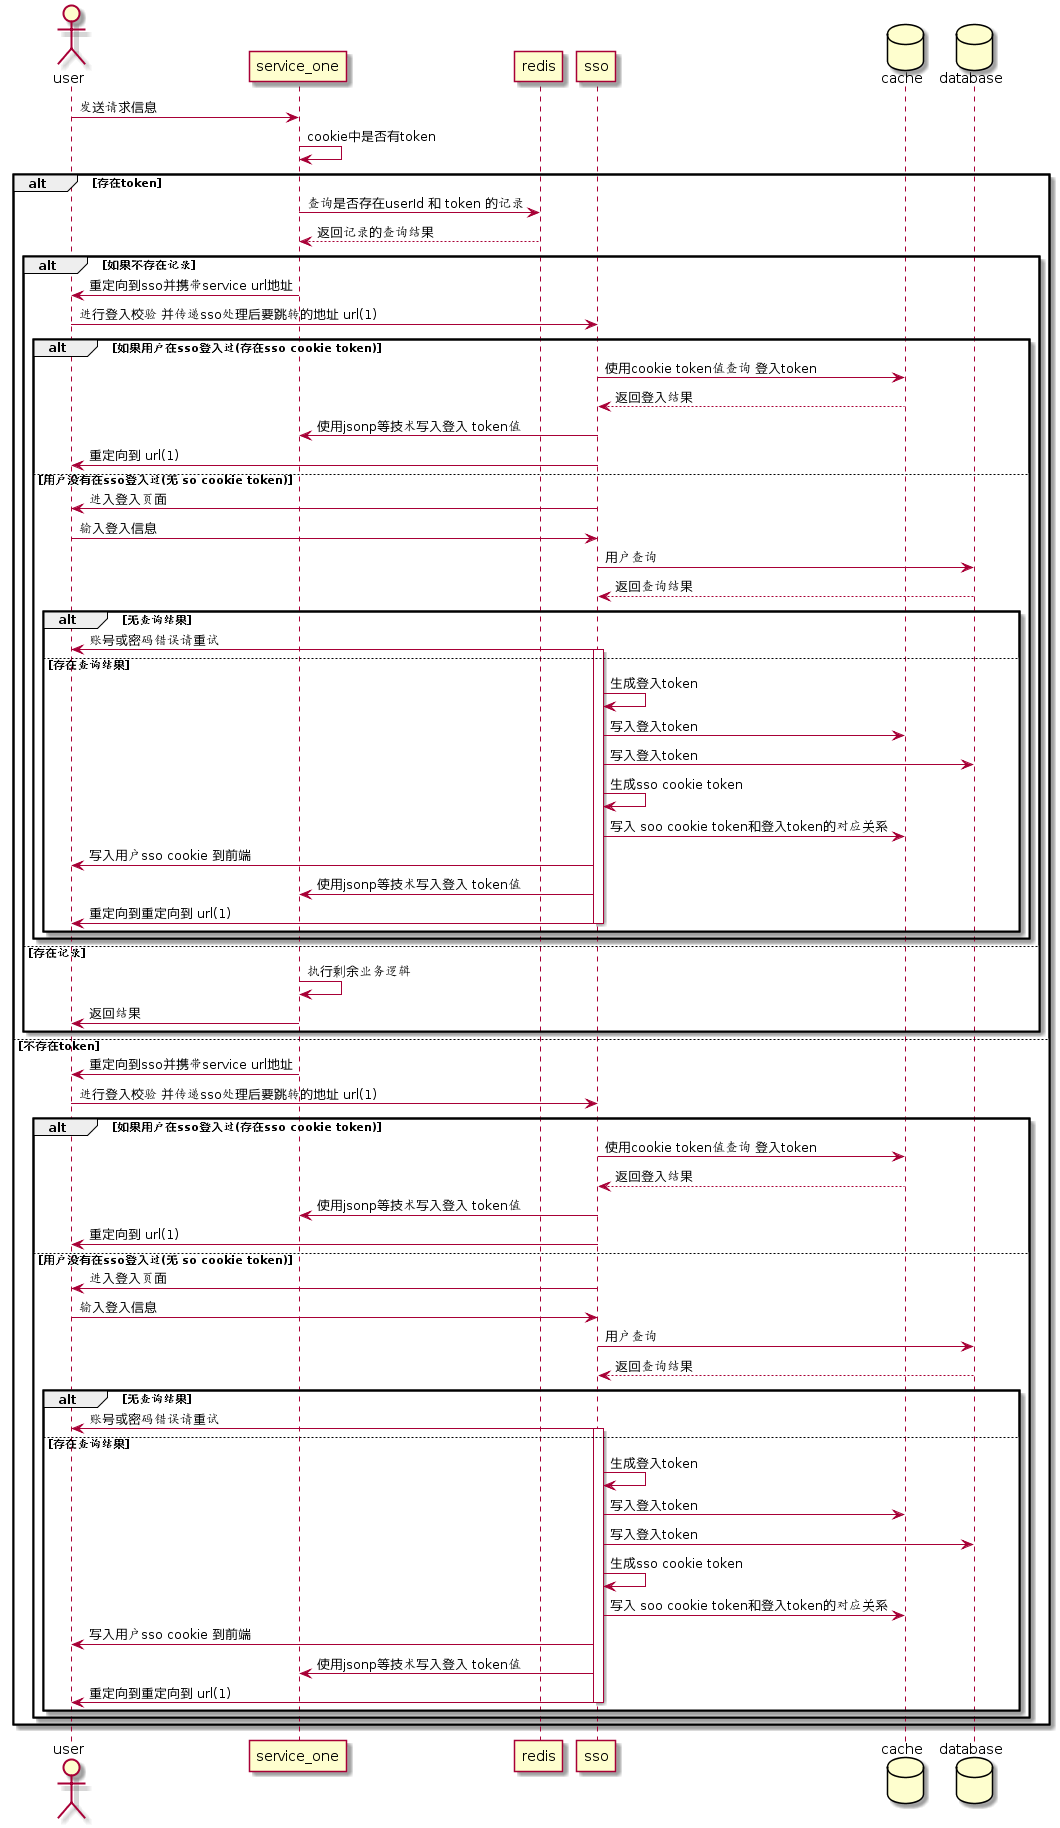 user
service_one
redis
sso
cache
database
发送请求信息
cookie中是否有token
alt [存在token]
查询是否存在userId 和 token 的记录
返回记录的查询结果
alt [如果不存在记录]
重定向到sso并携带service url地址
进行登入校验 并传递sso处理后要跳转的地址 url(1)
alt [如果用户在sso登入过(存在sso cookie token)]
使用cookie token值查询 登入token
返回登入结果
使用jsonp等技术写入登入 token值
重定向到 url(1)
[用户没有在sso登入过(无 so cookie token)]
进入登入页面
输入登入信息
用户查询
返回查询结果
alt [无查询结果]
账号或密码错误请重试
[存在查询结果]
生成登入token
写入登入token
写入登入token
生成sso cookie token
写入 soo cookie token和登入token的对应关系
写入用户sso cookie 到前端
使用jsonp等技术写入登入 token值
重定向到重定向到 url(1)
[存在记录]
执行剩余业务逻辑
返回结果
[不存在token]
重定向到sso并携带service url地址
进行登入校验 并传递sso处理后要跳转的地址 url(1)
alt [如果用户在sso登入过(存在sso cookie token)]
使用cookie token值查询 登入token
返回登入结果
使用jsonp等技术写入登入 token值
重定向到 url(1)
[用户没有在sso登入过(无 so cookie token)]
进入登入页面
输入登入信息
用户查询
返回查询结果
alt [无查询结果]
账号或密码错误请重试
[存在查询结果]
生成登入token
写入登入token
写入登入token
生成sso cookie token
写入 soo cookie token和登入token的对应关系
写入用户sso cookie 到前端
使用jsonp等技术写入登入 token值
重定向到重定向到 url(1)
user
service_one
redis
sso
cache
database